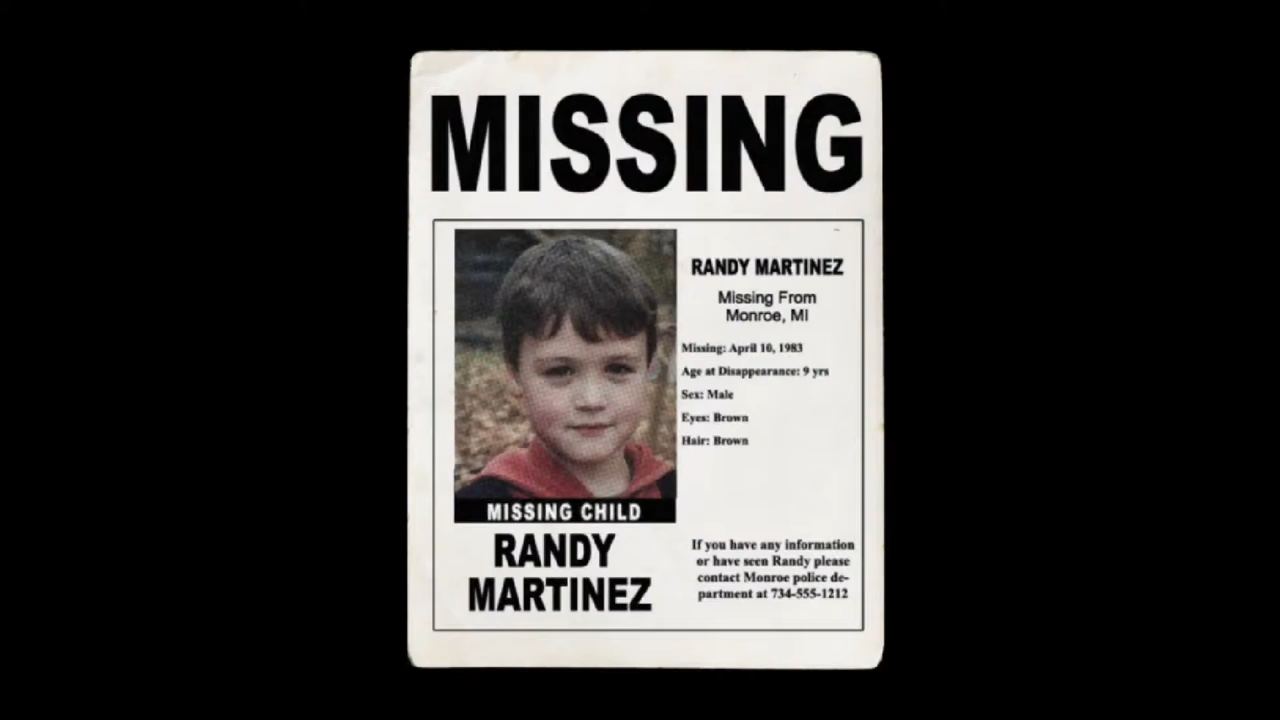 MISSING
RANDY MARTINEZ
Missing From
Monroe, MI
Missing: April 10, 1983
Age at Disappearance: 9 yrs
Sex: Male
Eyes: Brown
Hair: Brown
MISSING CHILD
RANDY
MARTINEZ
If you have any information
or have seen Randy please
contact Monroe police de-
partment at 734-555-1212